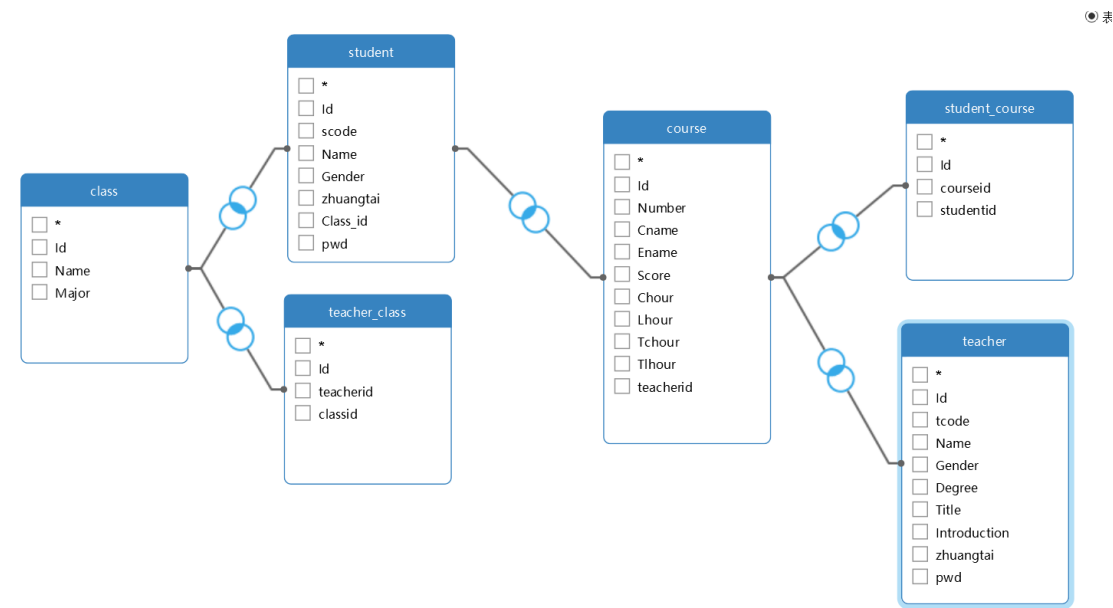 表
class
*
Id
Name
Major
student
*
Id
scode
Name
Gender
zhuangtai
Class_id
pwd
teacher_class
*
Id
teacherid
classid
course
*
Id
Number
Cname
Ename
Score
Chour
Lhour
Tchour
Tlhour
teacherid
student_course
*
Id
courseid
studentid
teacher
*
Id
tcode
Name
Gender
Degree
Title
Introduction
zhuangtai
pwd